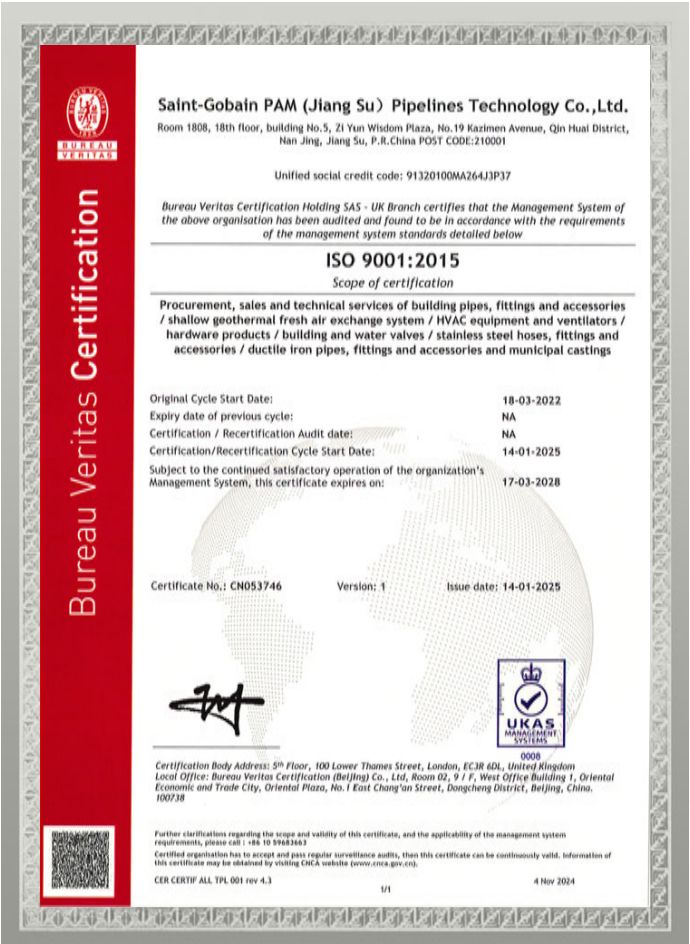 Saint-Gobain PAM (Jiang Su) Pipelines Technology Co.,Ltd.
Room 1808, 18th floor, building No.5, Zi Yun Wisdom Plaza, No.19 Kazimen Avenue, Qin Huai District,
Nan Jing, Jiang Su, P.R.China POST CODE:210001
Unified social credit code: 91320100MA264J3P37
Bureau Veritas Certification Holding SAS - UK Branch certifies that the Management System of
the above organisation has been audited and found to be in accordance with the requirements
of the management system standards detailed below
ISO 9001:2015
Scope of certification
Procurement, sales and technical services of building pipes, fittings and accessories
/ shallow geothermal fresh air exchange system / HVAC equipment and ventilators /
hardware products / building and water valves / stainless steel hoses, fittings and
accessories / ductile iron pipes, fittings and accessories and municipal castings
Original Cycle Start Date: 18-03-2022
Expiry date of previous cycle: NA
Certification / Recertification Audit date: NA
Certification/Recertification Cycle Start Date: 14-01-2025
Subject to the continued satisfactory operation of the organization's
Management System, this certificate expires on: 17-03-2028
Certificate No.: CN053746 Version: 1 Issue date: 14-01-2025
UKAS
MANAGEMENT
SYSTEMS
0008
Certification Body Address: 5th Floor, 100 Lower Thames Street, London, EC3R 6DL, United Kingdom
Local Office: Bureau Veritas Certification (Beijing) Co., Ltd, Room 02, 9 / F, West Office Building 1, Oriental
Economic and Trade City, Oriental Plaza, No.1 East Chang'an Street, Dongcheng District, Beijing, China.
100738
Further clarifications regarding the scope and validity of this certificate, and the applicability of the management system
requirements, please call : +86 10 59683663
Certified organisation has to accept and pass regular surveillance audits, then this certificate can be continuously valid. Information of
this certificate may be obtained by visiting CNCA website (www.cnca.gov.cn).
CER CERTIF ALL TPL 001 rev 4.3
1/1
4 Nov 2024
BUREAU
VERITAS
Bureau Veritas Certification